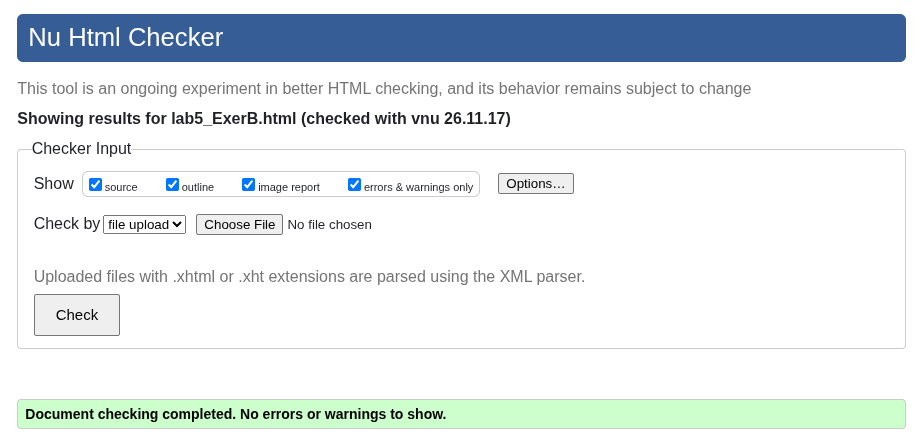 Nu Html Checker
This tool is an ongoing experiment in better HTML checking, and its behavior remains subject to change
Showing results for lab5_ExerB.html (checked with vnu 26.11.17)
Checker Input
Show source outline image report errors & warnings only Options…
Check by file upload Choose File No file chosen
Uploaded files with .xhtml or .xht extensions are parsed using the XML parser.
Check
Document checking completed. No errors or warnings to show.